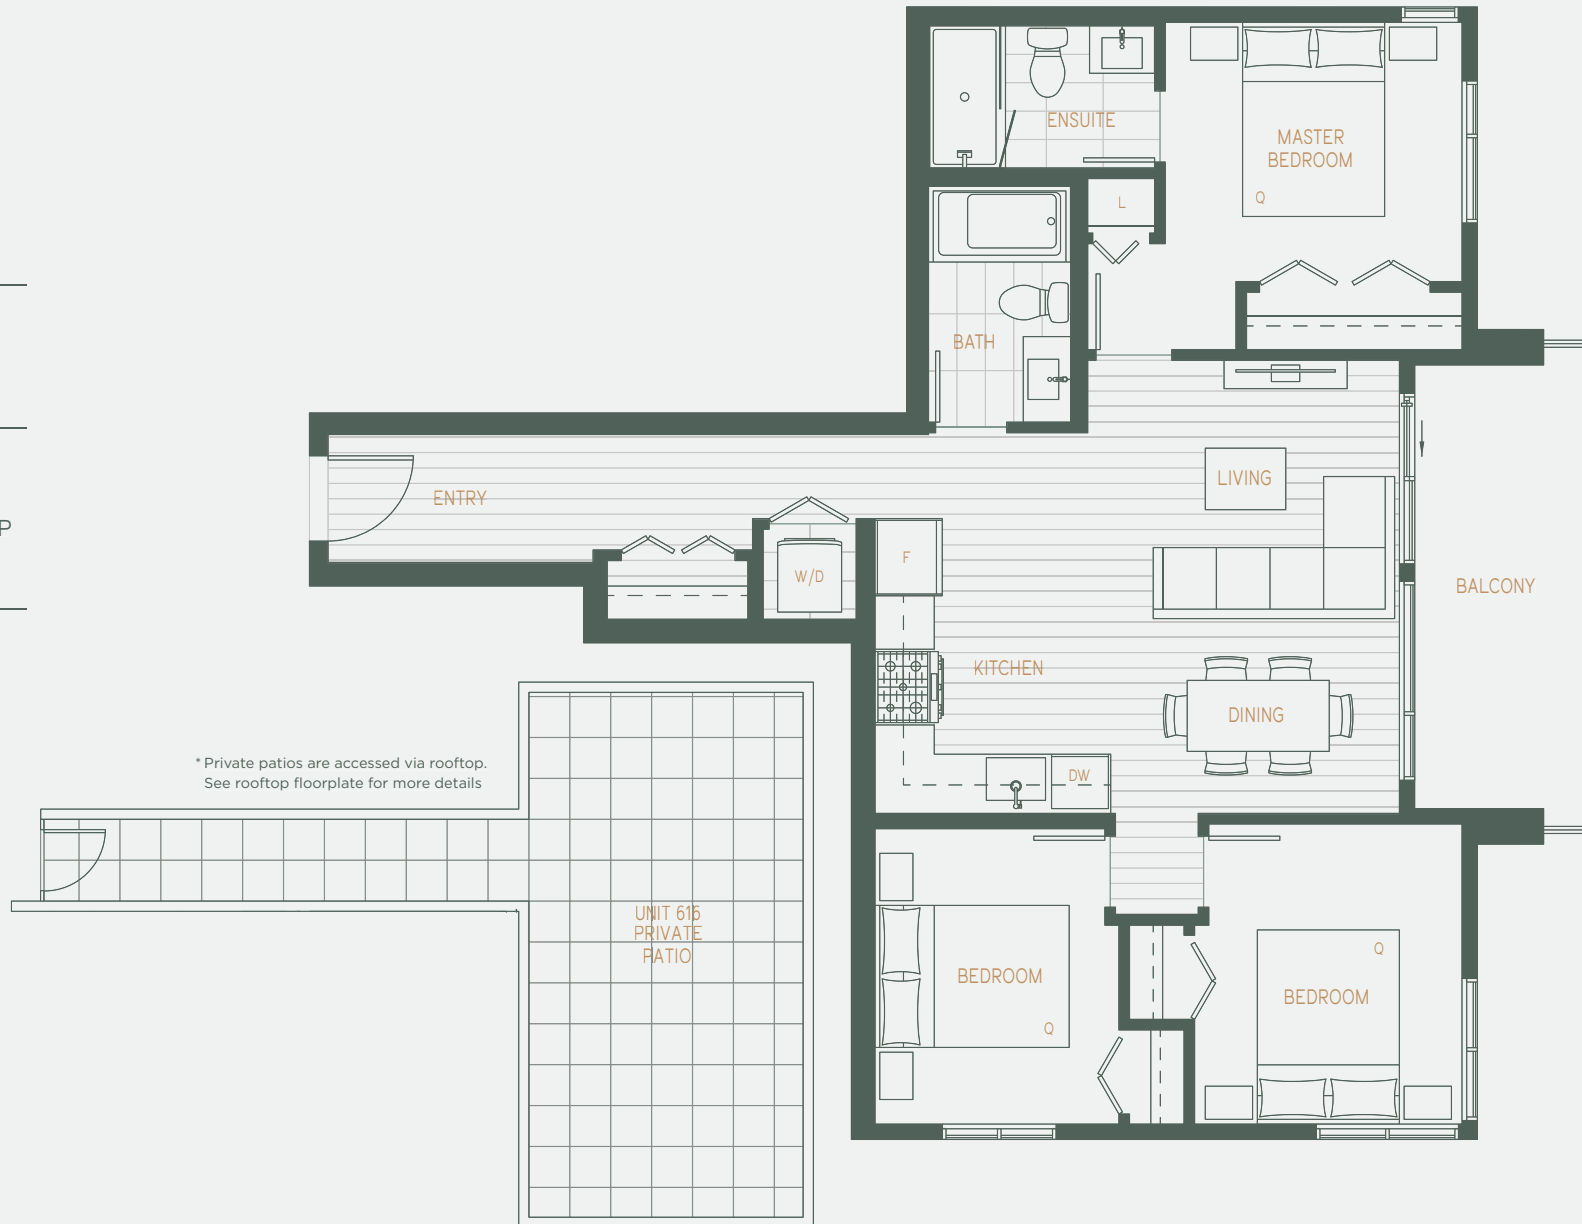 ENSUITE
MASTER
BEDROOM
Q
L
BATH
LIVING
ENTRY
P
F
W/D
BALCONY
KITCHEN
DINING
DW
* Private patios are accessed via rooftop.
See rooftop floorplate for more details
UNIT 616
PRIVATE
PATIO
BEDROOM
Q
Q
BEDROOM